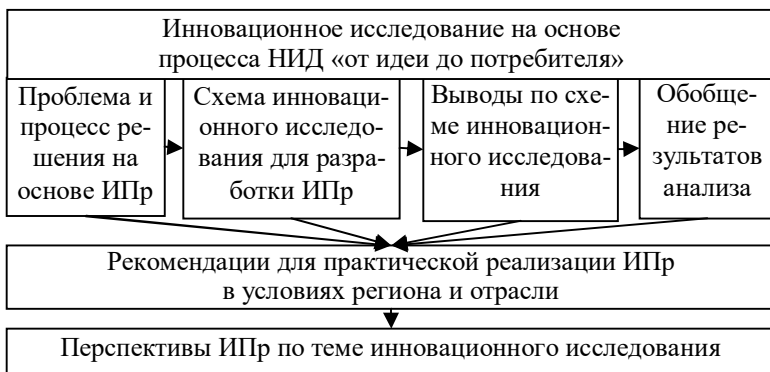 Инновационное исследование на основе
процесса НИД «от идеи до потребителя»
Проблема и
процесс ре-
шения на
основе ИПр
Схема инноваци-
онного исследо-
вания для разра-
ботки ИПр
Выводы по схе-
ме инновацион-
ного исследова-
ния
Обобще-
ние ре-
зультатов
анализа
Рекомендации для практической реализации ИПр
в условиях региона и отрасли
Перспективы ИПр по теме инновационного исследования